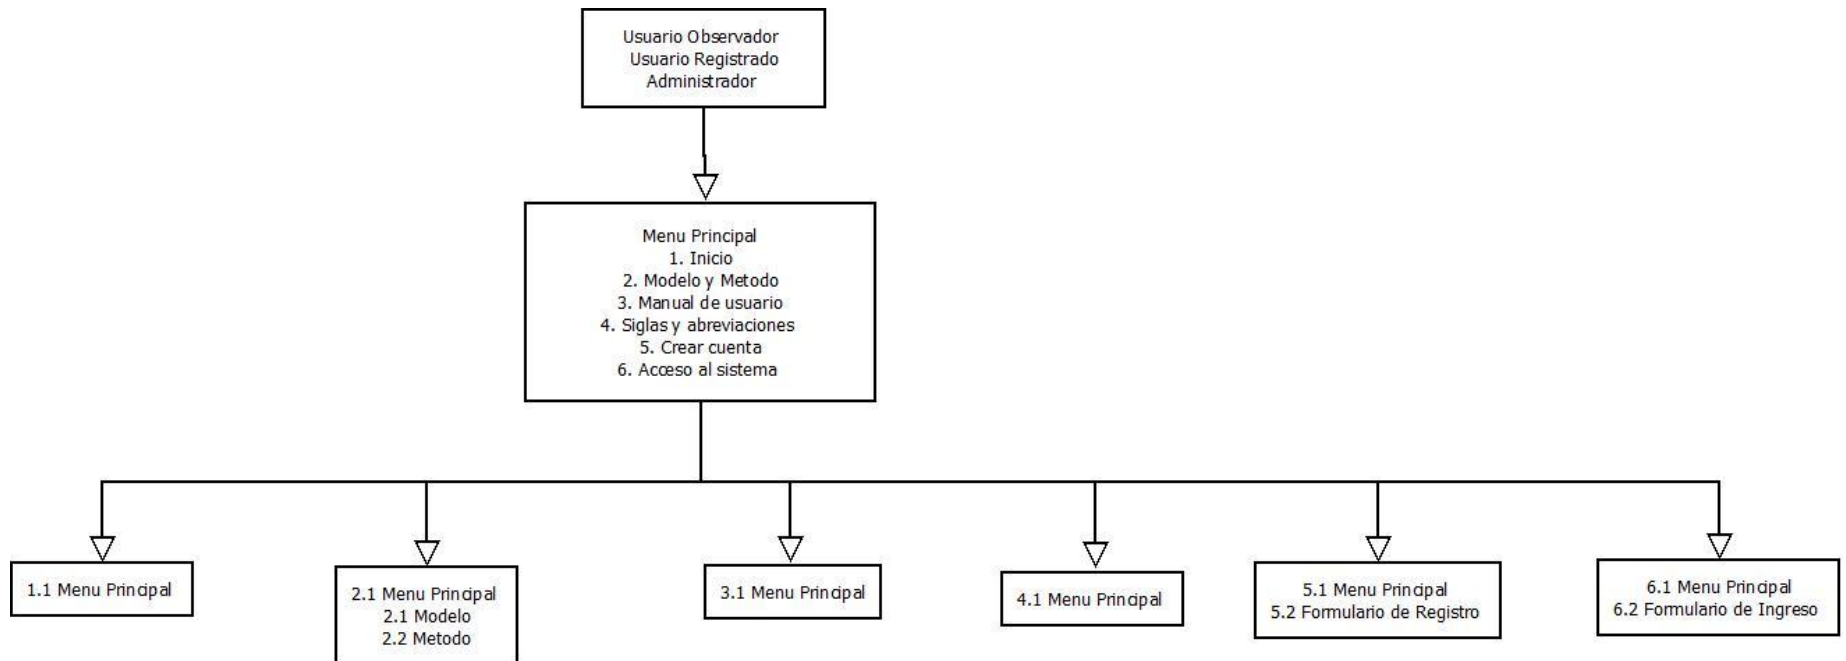 Usuario Observador
Usuario Registrado
Administrador
Menu Principal
1. Inicio
2. Modelo y Metodo
3. Manual de usuario
4. Siglas y abreviaciones
5. Crear cuenta
6. Acceso al sistema
1.1 Menu Principal
2.1 Menu Principal
2.1 Modelo
2.2 Metodo
3.1 Menu Principal
4.1 Menu Principal
5.1 Menu Principal
5.2 Formulario de Registro
6.1 Menu Principal
6.2 Formulario de Ingreso